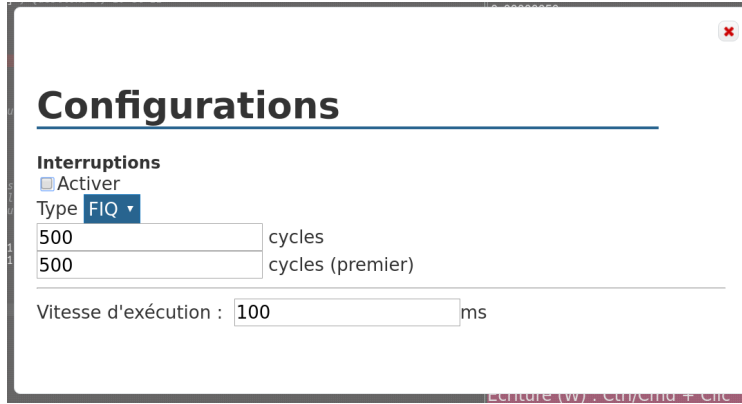 Configurations
Interruptions
Activer
Type FIQ
500 cycles
500 cycles (premier)
Vitesse d'exécution : 100 ms
Ecriture (W) : Ctrl/Cmd + Clic